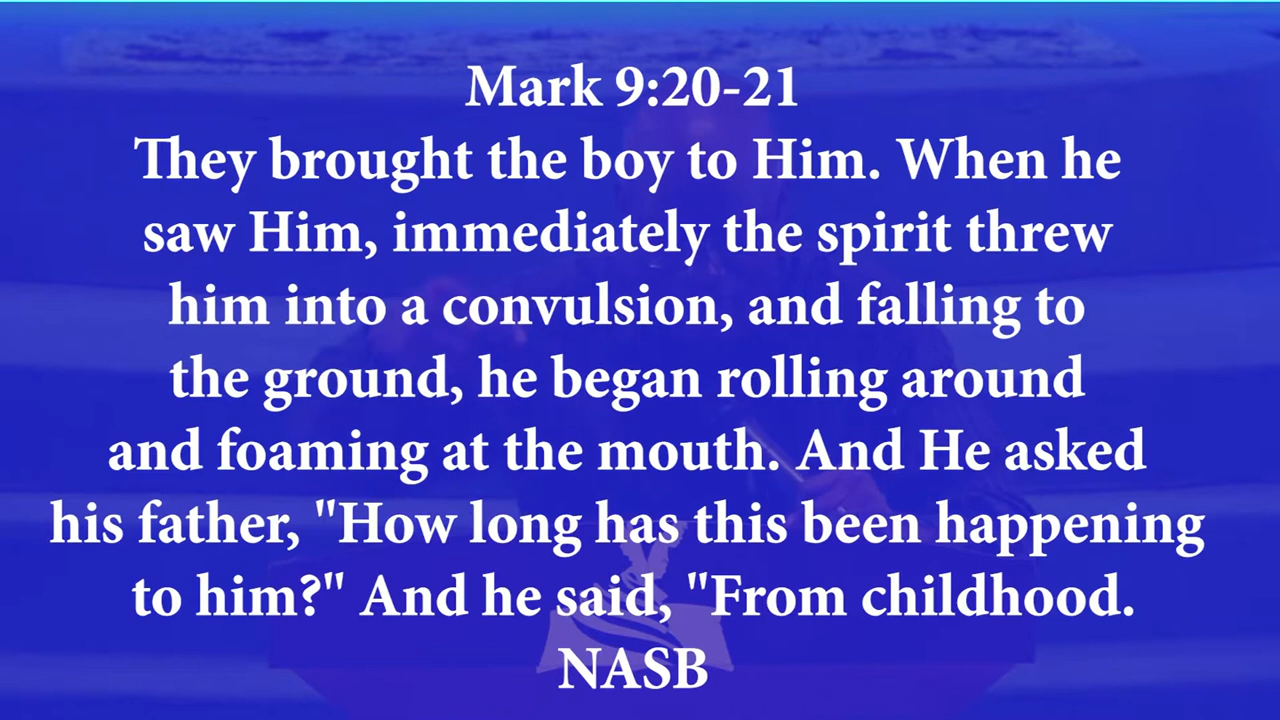 Mark 9:20-21
They brought the boy to Him. When he
saw Him, immediately the spirit threw
him into a convulsion, and falling to
the ground, he began rolling around
and foaming at the mouth. And He asked
his father, "How long has this been happening
to him?" And he said, "From childhood.
NASB